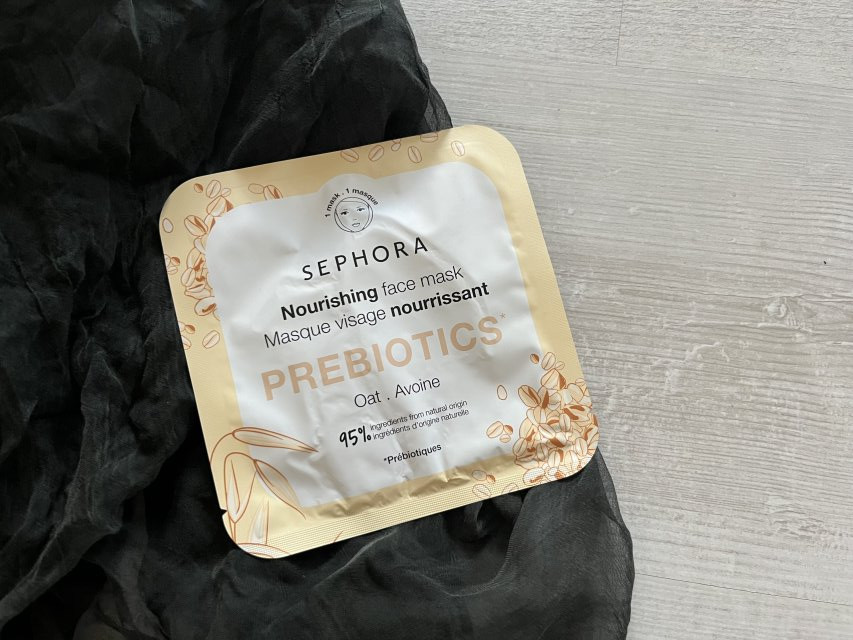 1 mask . 1 masque
SEPHORA
Nourishing face mask
Masque visage nourrissant
PREBIOTICS*
Oat . Avoine
95% ingredients from natural origin
ingrédients d'origine naturelle
*Prébiotiques